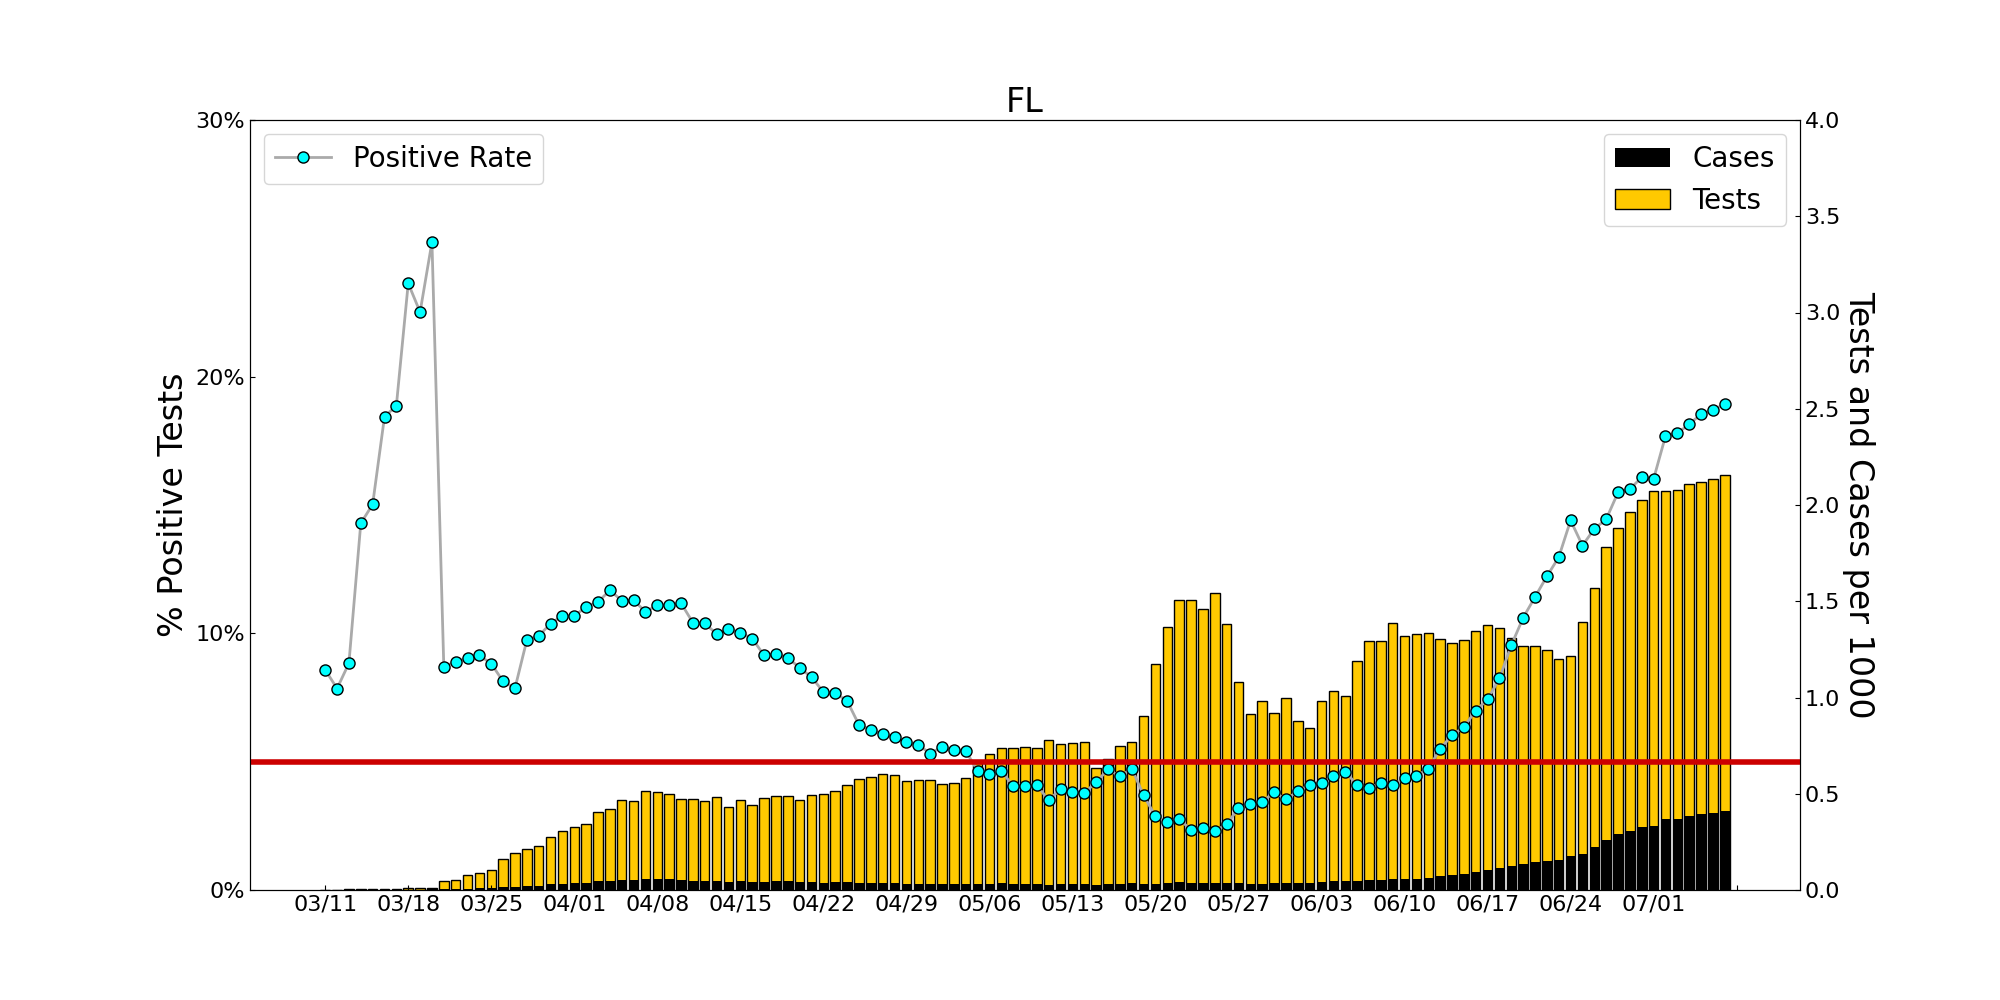 FL
30%
20%
10%
0%
% Positive Tests
Positive Rate
Cases
Tests
4.0
3.5
3.0
2.5
2.0
1.5
1.0
0.5
0.0
Tests and Cases per 1000
03/11 03/18 03/25 04/01 04/08 04/15 04/22 04/29 05/06 05/13 05/20 05/27 06/03 06/10 06/17 06/24 07/01